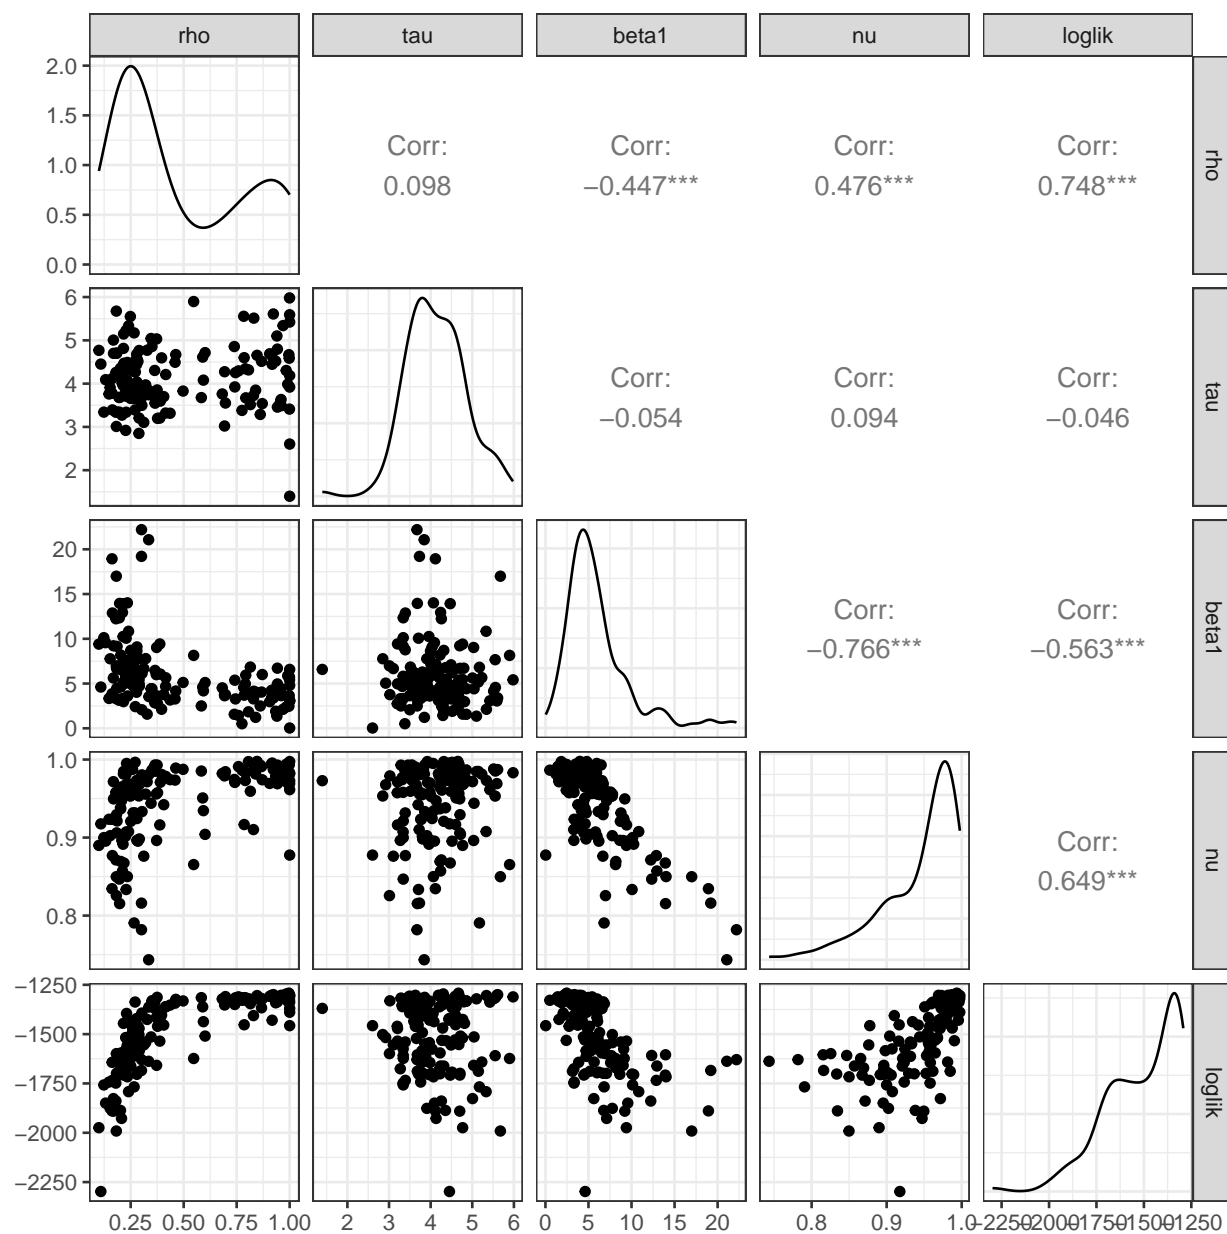 rho tau beta1 nu loglik
2.0
1.5
1.0
0.5
0.0
Corr:
0.098
Corr:
−0.447***
Corr:
0.476***
Corr:
0.748***
rho
6
5
4
3
2
Corr:
−0.054
Corr:
0.094
Corr:
−0.046
tau
20
15
10
5
0
Corr:
−0.766***
Corr:
−0.563***
beta1
1.0
0.9
0.8
Corr:
0.649***
nu
−1250
−1500
−1750
−2000
−2250
loglik
0.25 0.50 0.75 1.00 2 3 4 5 6 0 5 10 15 20 0.8 0.9 1.0 −2250 −2000 −1750 −1500 −1250